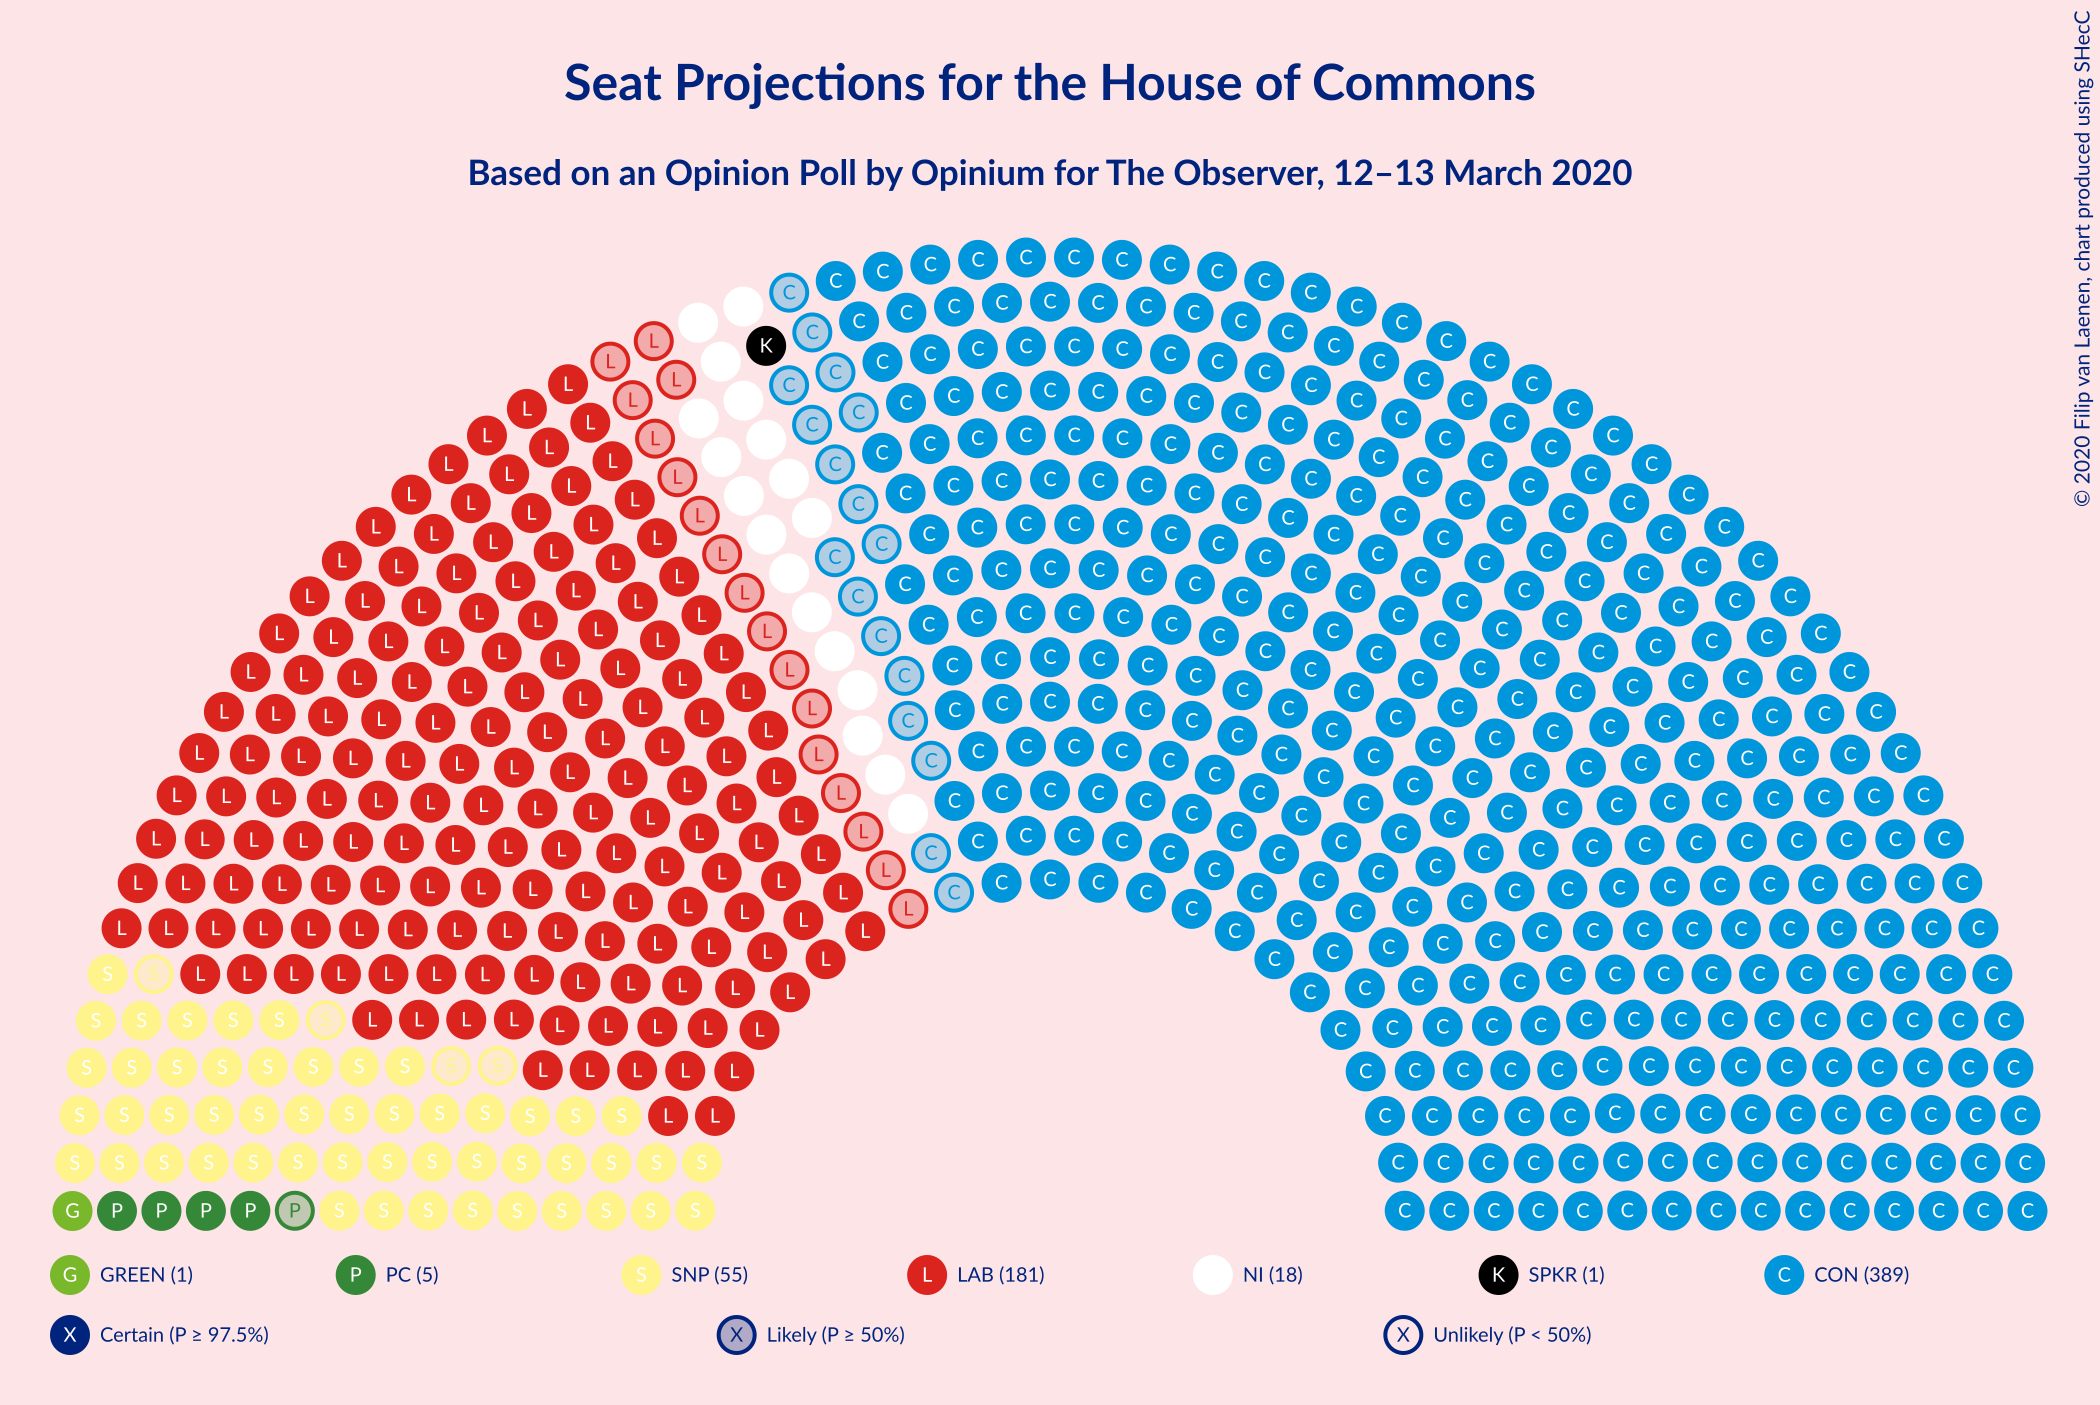 Seat Projections for the House of Commons
Based on an Opinion Poll by Opinium for The Observer, 12–13 March 2020
© 2020 Filip van Laenen, chart produced using SHecC
G GREEN (1) P PC (5) S SNP (55) L LAB (181) NI (18) K SPKR (1) C CON (389)
X Certain (P ≥ 97.5%) X Likely (P ≥ 50%) X Unlikely (P < 50%)